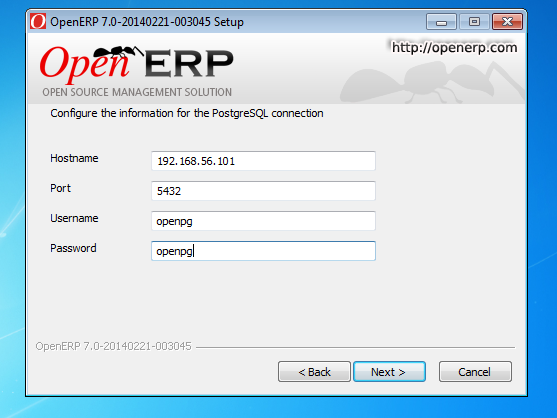 OpenERP 7.0-20140221-003045 Setup
http://openerp.com
Open ERP
OPEN SOURCE MANAGEMENT SOLUTION
Configure the information for the PostgreSQL connection
Hostname 192.168.56.101
Port 5432
Username openpg
Password openpg
OpenERP 7.0-20140221-003045
< Back Next > Cancel